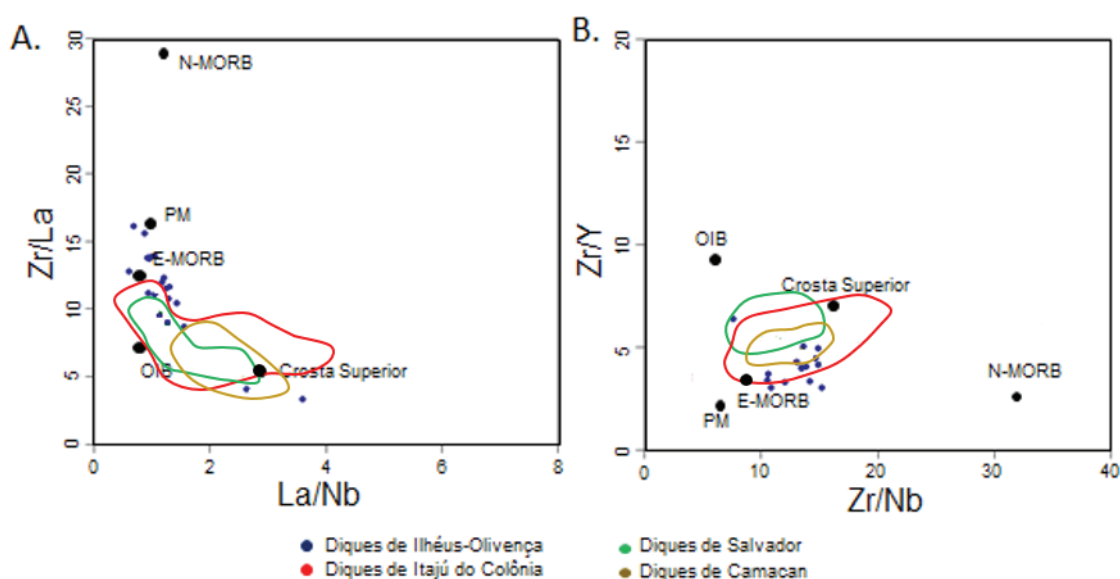 A.
30
25
20
15
10
5
0
Zr/La
N-MORB
PM
E-MORB
OIB
Crosta Superior
0 2 4 6 8
La/Nb
B.
20
15
10
5
0
Zr/Y
OIB
Crosta Superior
N-MORB
E-MORB
PM
0 10 20 30 40
Zr/Nb
Diques de Ilhéus-Olivença
Diques de Salvador
Diques de Itajú do Colônia
Diques de Camacan